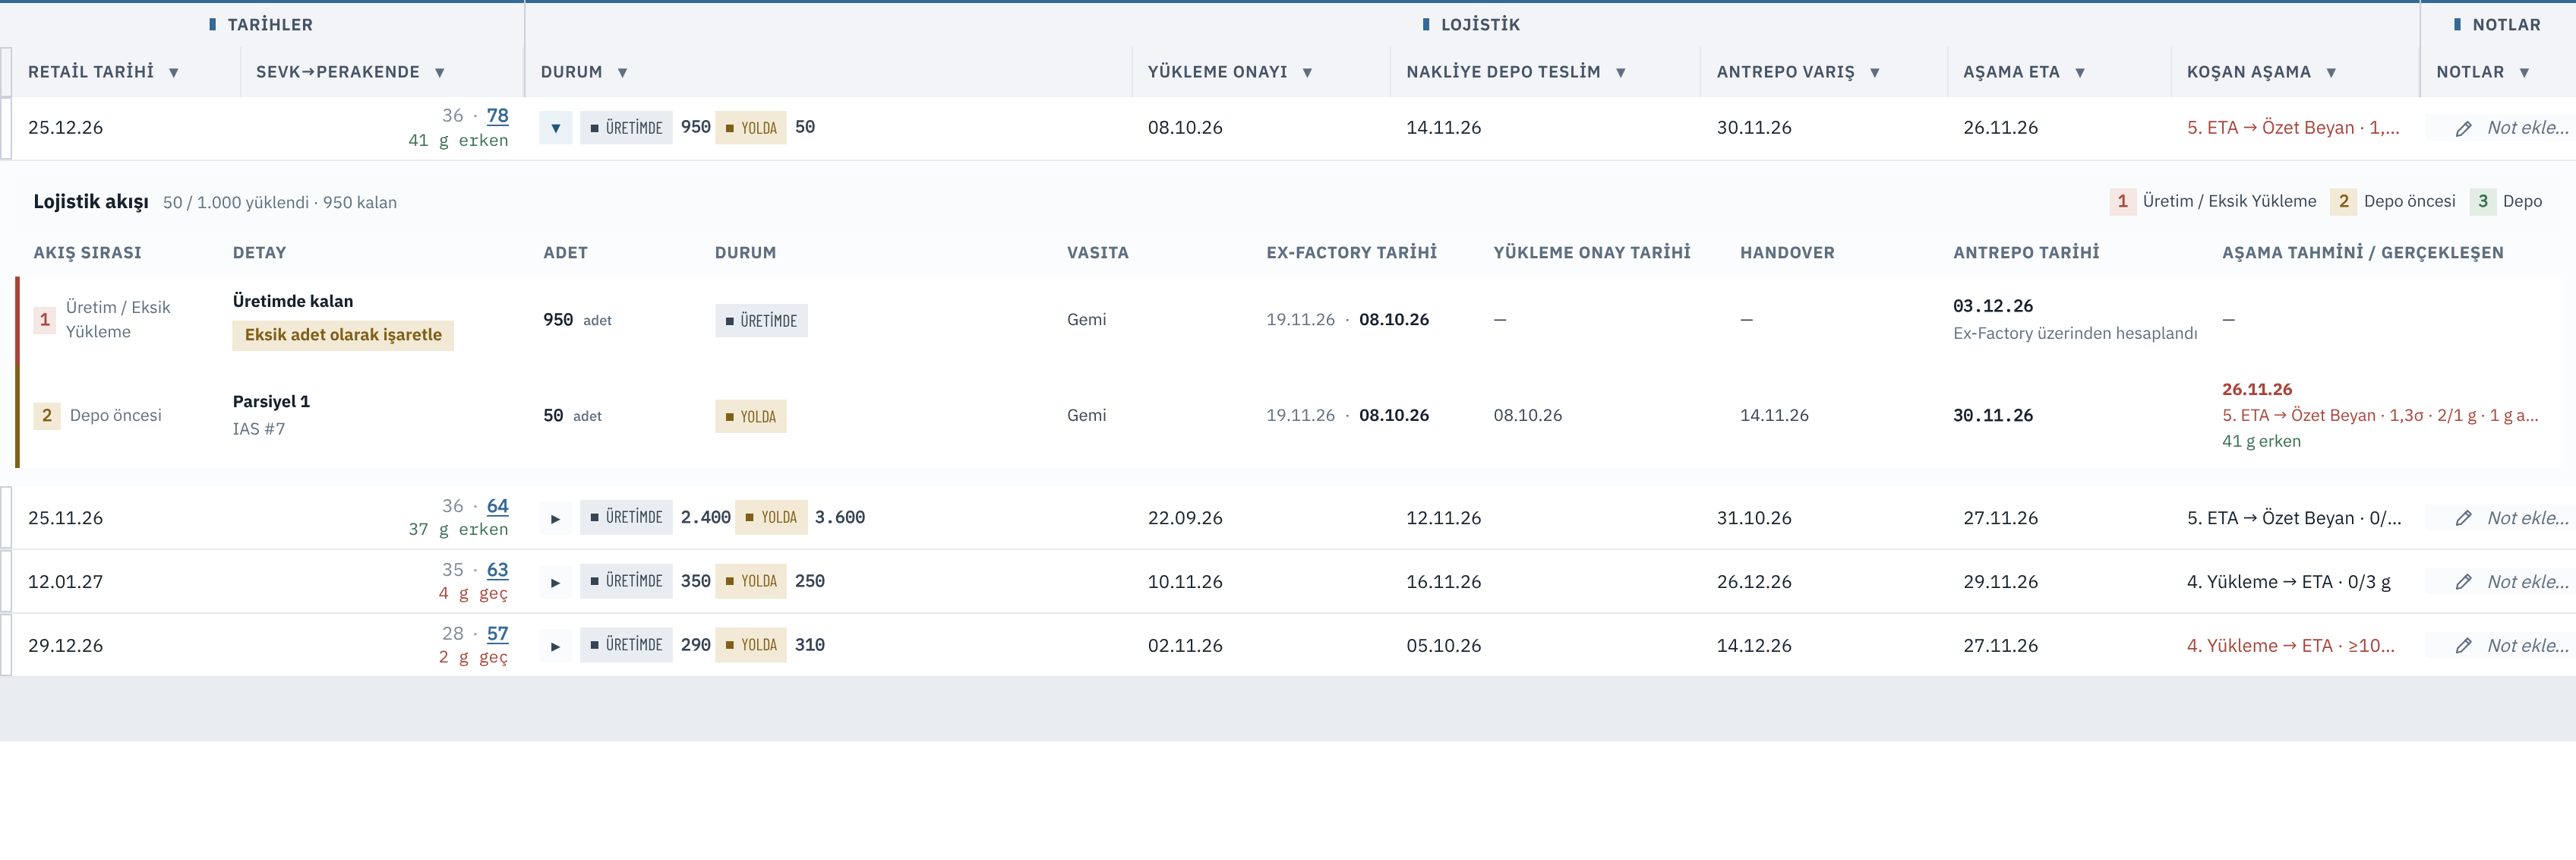 TARİHLER LOJİSTİK NOTLAR
RETAİL TARİHİ ▼ SEVK→PERAKENDE ▼ DURUM ▼ YÜKLEME ONAYI ▼ NAKLİYE DEPO TESLİM ▼ ANTREPO VARIŞ ▼ AŞAMA ETA ▼ KOŞAN AŞAMA ▼ NOTLAR ▼
25.12.26 36 · 78 ▼ ÜRETİMDE 950 YOLDA 50 08.10.26 14.11.26 30.11.26 26.11.26 5. ETA → Özet Beyan · 1,... Not ekle...
41 g erken
Lojistik akışı 50 / 1.000 yüklendi · 950 kalan 1 Üretim / Eksik Yükleme 2 Depo öncesi 3 Depo
AKIŞ SIRASI DETAY ADET DURUM VASITA EX-FACTORY TARİHİ YÜKLEME ONAY TARİHİ HANDOVER ANTREPO TARİHİ AŞAMA TAHMİNİ / GERÇEKLEŞEN
1 Üretim / Eksik Yükleme Üretimde kalan 950 adet ÜRETİMDE Gemi 19.11.26 · 08.10.26 — — 03.12.26 —
Eksik adet olarak işaretle Ex-Factory üzerinden hesaplandı
2 Depo öncesi Parsiyel 1 50 adet YOLDA Gemi 19.11.26 · 08.10.26 08.10.26 14.11.26 30.11.26 26.11.26
IAS #7 5. ETA → Özet Beyan · 1,3σ · 2/1 g · 1 g a...
41 g erken
25.11.26 36 · 64 ▶ ÜRETİMDE 2.400 YOLDA 3.600 22.09.26 12.11.26 31.10.26 27.11.26 5. ETA → Özet Beyan · 0/... Not ekle...
37 g erken
12.01.27 35 · 63 ▶ ÜRETİMDE 350 YOLDA 250 10.11.26 16.11.26 26.12.26 29.11.26 4. Yükleme → ETA · 0/3 g Not ekle...
4 g geç
29.12.26 28 · 57 ▶ ÜRETİMDE 290 YOLDA 310 02.11.26 05.10.26 14.12.26 27.11.26 4. Yükleme → ETA · ≥10... Not ekle...
2 g geç